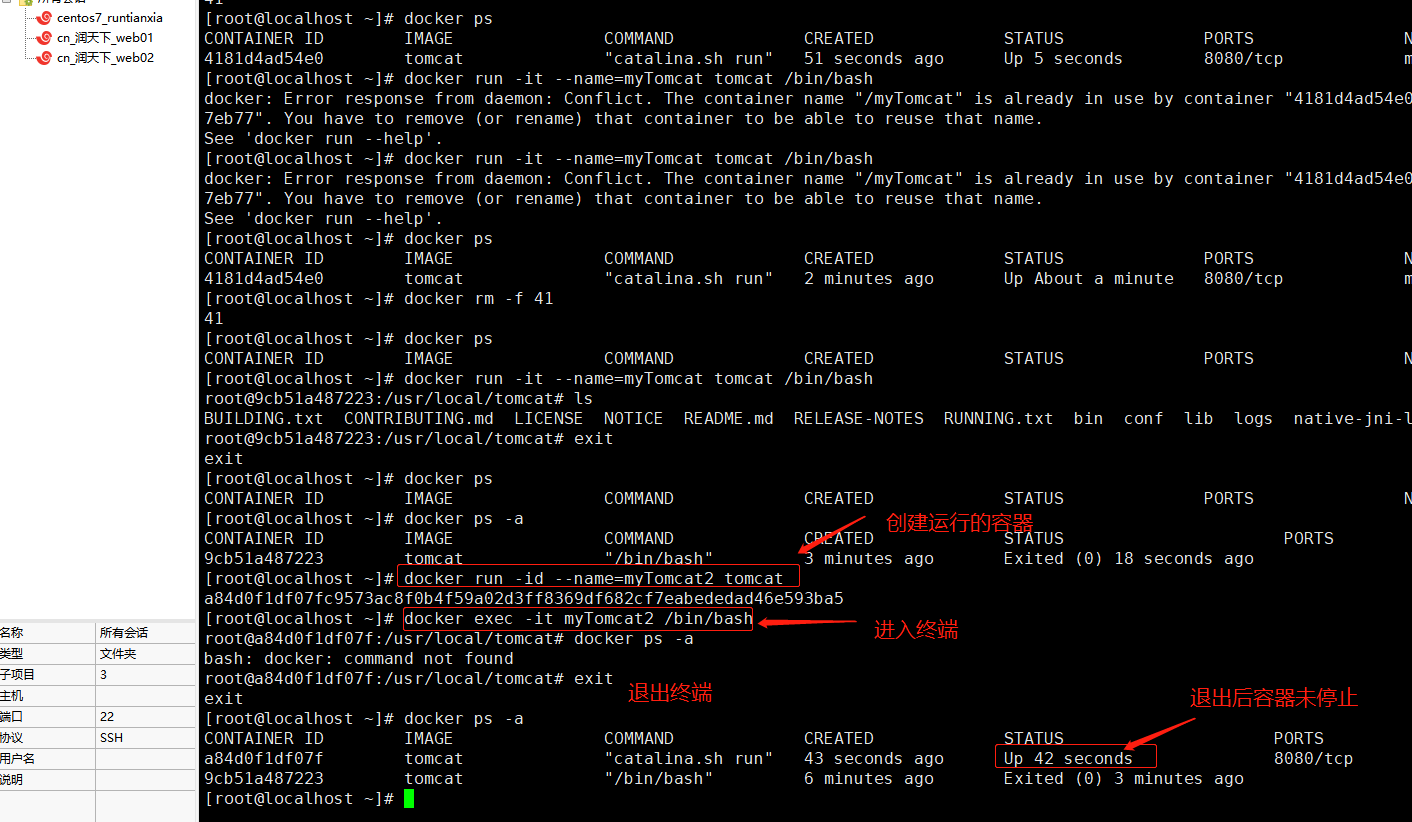 所有会话
centos7_runtianxia
cn_润天下_web01
cn_润天下_web02
名称 所有会话
类型 文件夹
子项目 3
主机
端口 22
协议 SSH
用户名
说明
41
[root@localhost ~]# docker ps
CONTAINER ID IMAGE COMMAND CREATED STATUS PORTS N
4181d4ad54e0 tomcat "catalina.sh run" 51 seconds ago Up 5 seconds 8080/tcp m
[root@localhost ~]# docker run -it --name=myTomcat tomcat /bin/bash
docker: Error response from daemon: Conflict. The container name "/myTomcat" is already in use by container "4181d4ad54e0
7eb77". You have to remove (or rename) that container to be able to reuse that name.
See 'docker run --help'.
[root@localhost ~]# docker run -it --name=myTomcat tomcat /bin/bash
docker: Error response from daemon: Conflict. The container name "/myTomcat" is already in use by container "4181d4ad54e0
7eb77". You have to remove (or rename) that container to be able to reuse that name.
See 'docker run --help'.
[root@localhost ~]# docker ps
CONTAINER ID IMAGE COMMAND CREATED STATUS PORTS N
4181d4ad54e0 tomcat "catalina.sh run" 2 minutes ago Up About a minute 8080/tcp m
[root@localhost ~]# docker rm -f 41
41
[root@localhost ~]# docker ps
CONTAINER ID IMAGE COMMAND CREATED STATUS PORTS N
[root@localhost ~]# docker run -it --name=myTomcat tomcat /bin/bash
root@9cb51a487223:/usr/local/tomcat# ls
BUILDING.txt CONTRIBUTING.md LICENSE NOTICE README.md RELEASE-NOTES RUNNING.txt bin conf lib logs native-jni-l
root@9cb51a487223:/usr/local/tomcat# exit
exit
[root@localhost ~]# docker ps
CONTAINER ID IMAGE COMMAND CREATED STATUS PORTS N
[root@localhost ~]# docker ps -a
创建运行的容器
CONTAINER ID IMAGE COMMAND CREATED STATUS PORTS
9cb51a487223 tomcat "/bin/bash" 3 minutes ago Exited (0) 18 seconds ago
[root@localhost ~]# docker run -id --name=myTomcat2 tomcat
a84d0f1df07fc9573ac8f0b4f59a02d3ff8369df682cf7eabededad46e593ba5
[root@localhost ~]# docker exec -it myTomcat2 /bin/bash
进入终端
root@a84d0f1df07f:/usr/local/tomcat# docker ps -a
bash: docker: command not found
root@a84d0f1df07f:/usr/local/tomcat# exit
退出终端
exit
退出后容器未停止
[root@localhost ~]# docker ps -a
CONTAINER ID IMAGE COMMAND CREATED STATUS PORTS
a84d0f1df07f tomcat "catalina.sh run" 43 seconds ago Up 42 seconds 8080/tcp
9cb51a487223 tomcat "/bin/bash" 6 minutes ago Exited (0) 3 minutes ago
[root@localhost ~]#